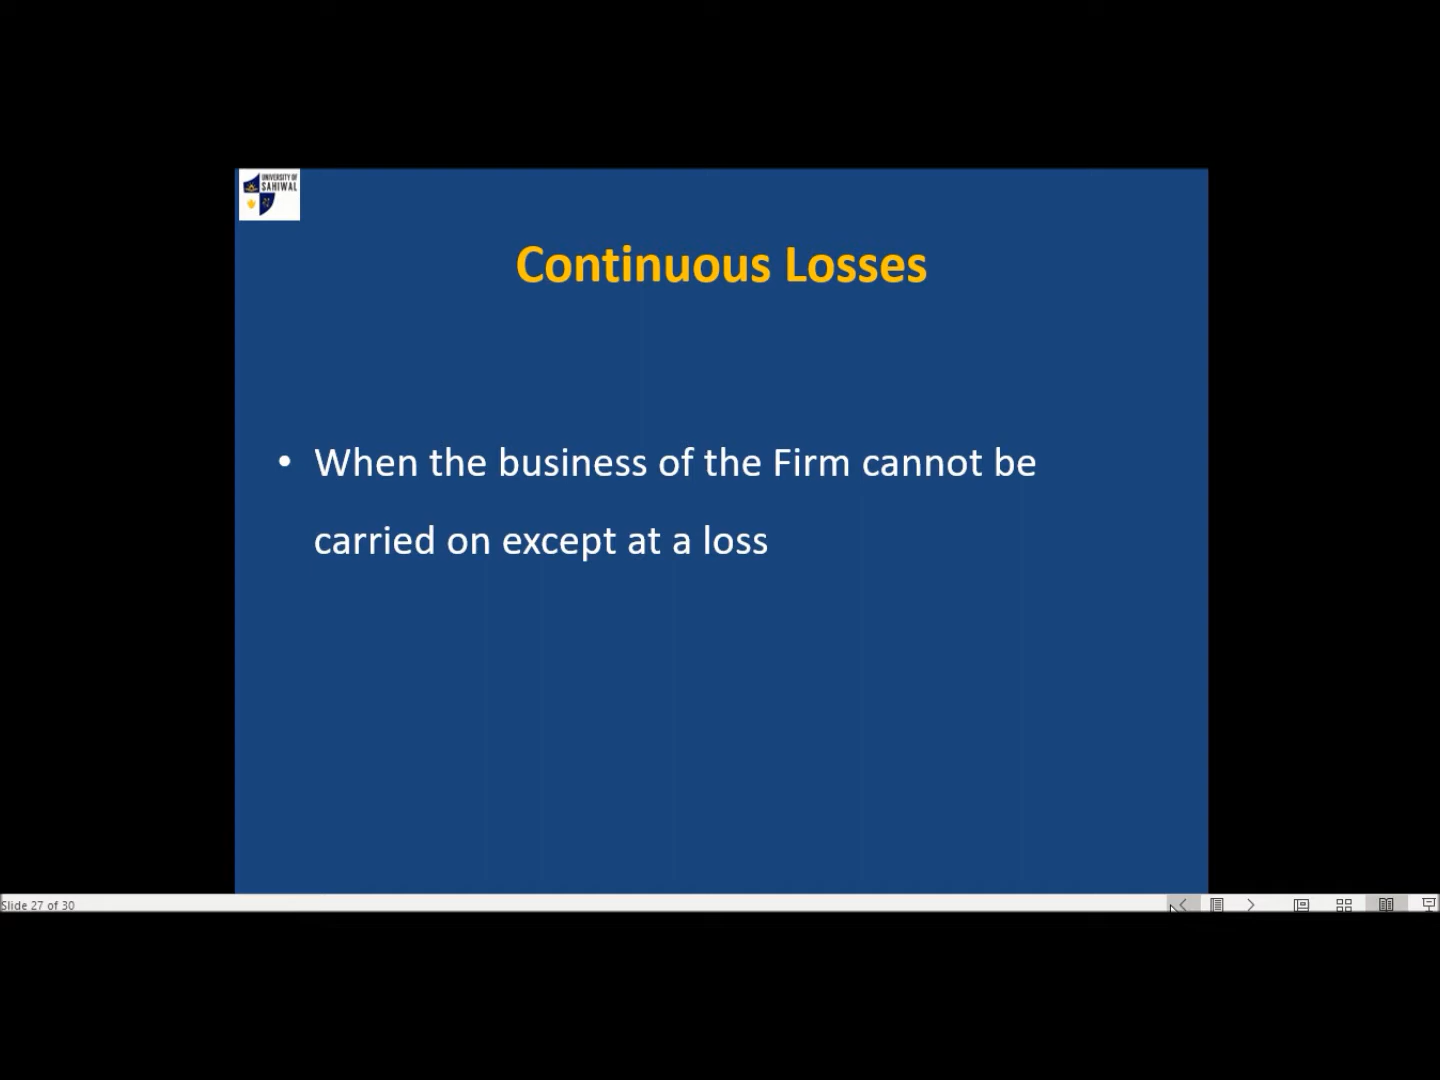 UNIVERSITY OF
SAHIWAL
Continuous Losses
• When the business of the Firm cannot be
carried on except at a loss
Slide 27 of 30